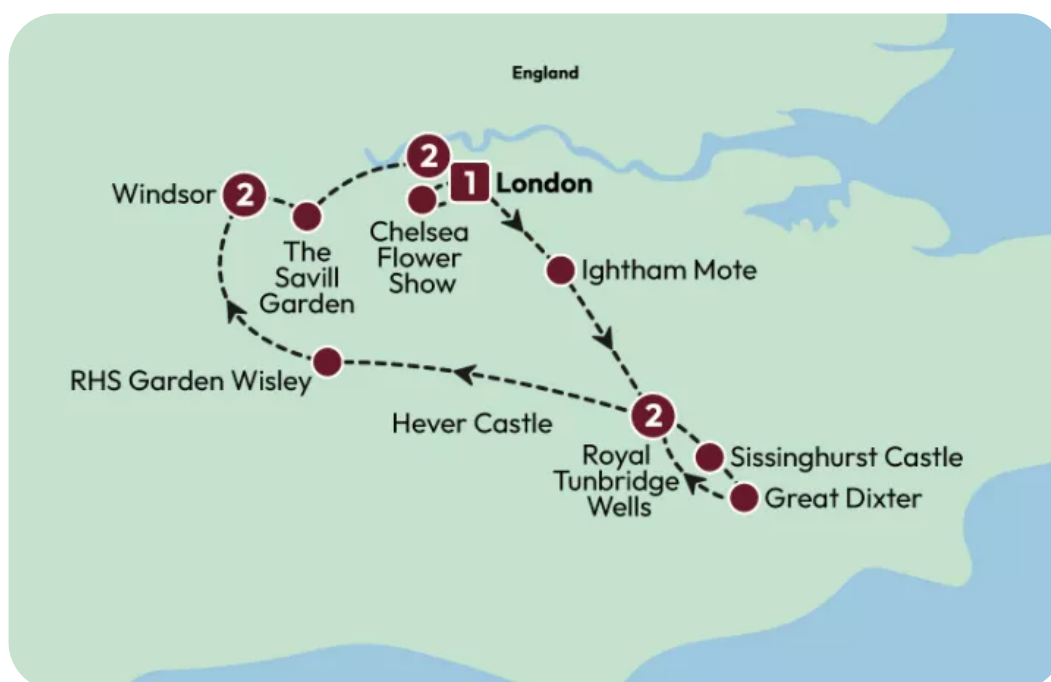 England
2
1 London
Windsor 2
Chelsea
Flower
Show
The
Savill
Garden
Ightham Mote
RHS Garden Wisley
Hever Castle
2
Royal
Tunbridge
Wells
Sissinghurst Castle
Great Dixter